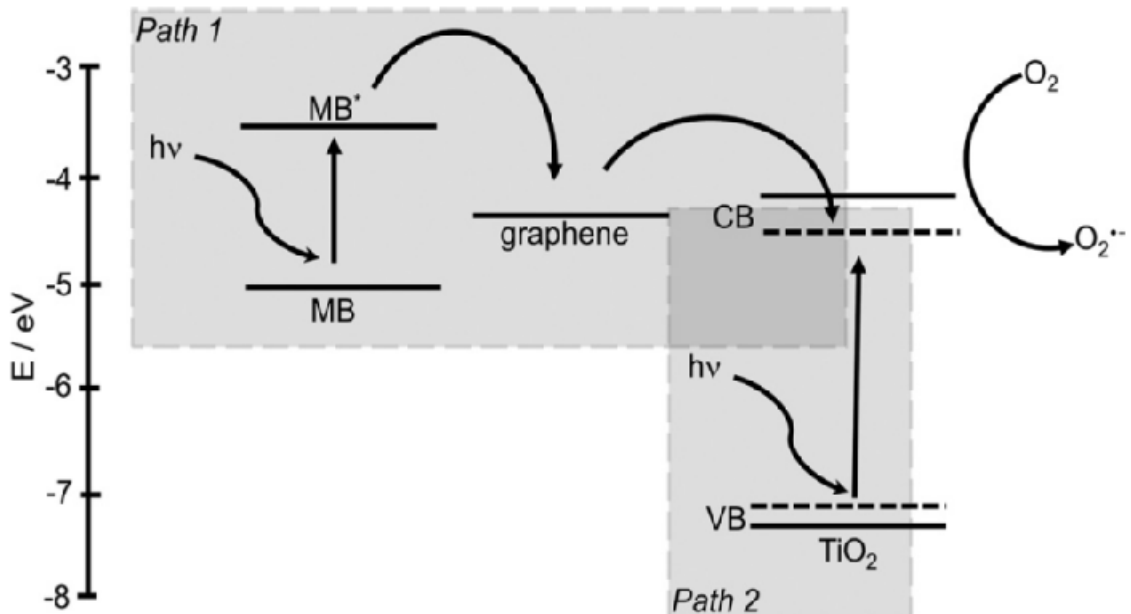 Path 1
-3
O₂
MB*
hν
-4
CB
graphene
O₂•-
-5
MB
E / eV
hν
-6
-7
VB
TiO₂
-8
Path 2